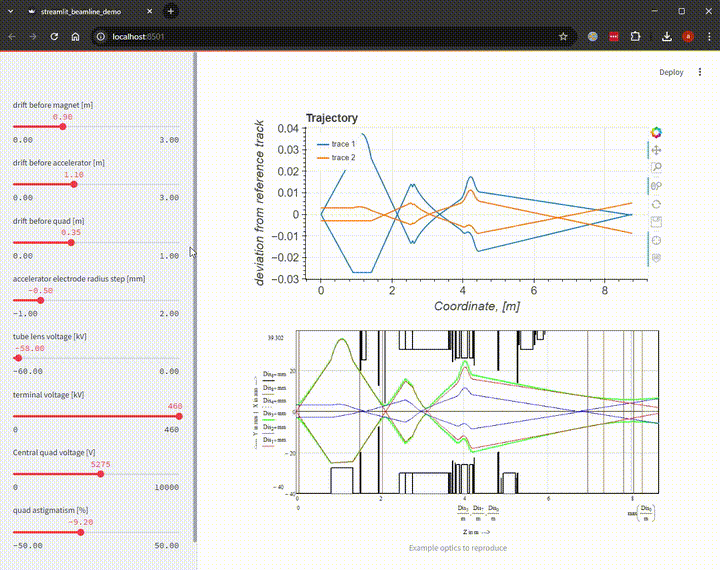 streamlit_beamline_demo
localhost:8501
Deploy
drift before magnet [m]
0.90
0.00 3.00
drift before accelerator [m]
1.10
0.00 3.00
drift before quad [m]
0.35
0.00 1.00
accelerator electrode radius step [mm]
-0.50
-1.00 2.00
tube lens voltage [kV]
-58.00
-60.00 0.00
terminal voltage [kV]
460
0 460
Central quad voltage [V]
5275
0 10000
quad astigmatism [%]
-9.20
-50.00 50.00
Trajectory
deviation from reference track
0.04
0.03
0.02
0.01
0
−0.01
−0.02
−0.03
trace 1
trace 2
0 2 4 6 8
Coordinate, [m]
39.302
20
0
− 20
− 40
− 40
0 2 4 6 8
0
Z in m --->
Example optics to reproduce